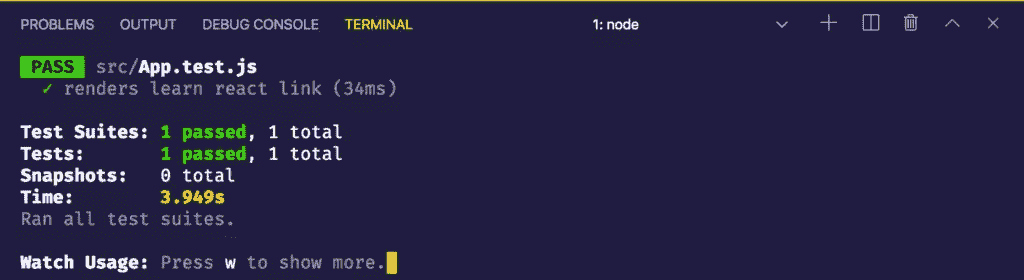 PROBLEMS OUTPUT DEBUG CONSOLE TERMINAL 1: node
PASS src/App.test.js
✓ renders learn react link (34ms)
Test Suites: 1 passed, 1 total
Tests: 1 passed, 1 total
Snapshots: 0 total
Time: 3.949s
Ran all test suites.
Watch Usage: Press w to show more.